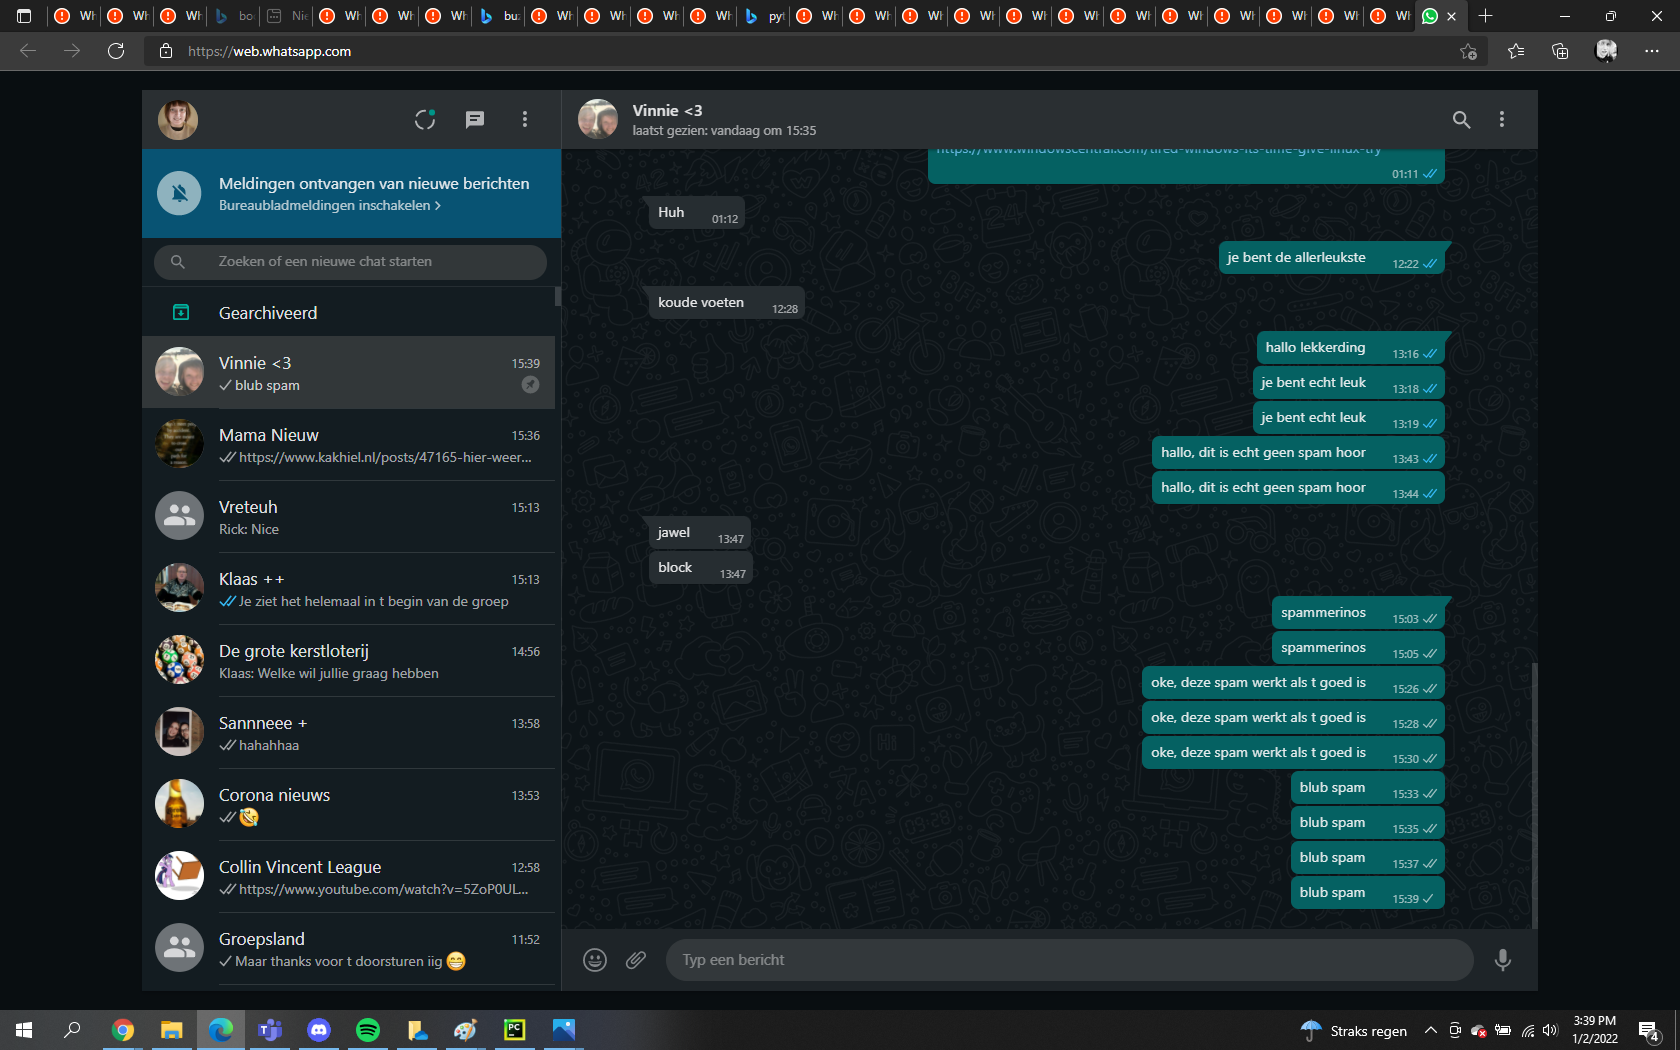 Wh
Wh
Wh
bo
Nie
Wh
Wh
Wh
bu
Wh
Wh
Wh
Wh
pyt
Wh
Wh
Wh
Wh
Wh
Wh
Wh
Wh
Wh
Wh
Wh
Wh
https://web.whatsapp.com
Meldingen ontvangen van nieuwe berichten
Bureaubladmeldingen inschakelen >
Zoeken of een nieuwe chat starten
Gearchiveerd
Vinnie <3 15:39
blub spam
Mama Nieuw 15:36
https://www.kakhiel.nl/posts/47165-hier-weer...
Vreteuh 15:13
Rick: Nice
Klaas ++ 15:13
Je ziet het helemaal in t begin van de groep
De grote kerstloterij 14:56
Klaas: Welke wil jullie graag hebben
Sannneee + 13:58
hahahhaa
Corona nieuws 13:53
🤣
Collin Vincent League 12:58
https://www.youtube.com/watch?v=5ZoP0UL...
Groepsland 11:52
Maar thanks voor t doorsturen iig 😁
Vinnie <3
laatst gezien: vandaag om 15:35
https://www.windowscentral.com/tired-windows-its-time-give-linux-try
01:11
Huh 01:12
je bent de allerleukste 12:22
koude voeten 12:28
hallo lekkerding 13:16
je bent echt leuk 13:18
je bent echt leuk 13:19
hallo, dit is echt geen spam hoor 13:43
hallo, dit is echt geen spam hoor 13:44
jawel 13:47
block 13:47
spammerinos 15:03
spammerinos 15:05
oke, deze spam werkt als t goed is 15:26
oke, deze spam werkt als t goed is 15:28
oke, deze spam werkt als t goed is 15:30
blub spam 15:33
blub spam 15:35
blub spam 15:37
blub spam 15:39
Typ een bericht
PC
Straks regen
3:39 PM
1/2/2022
4